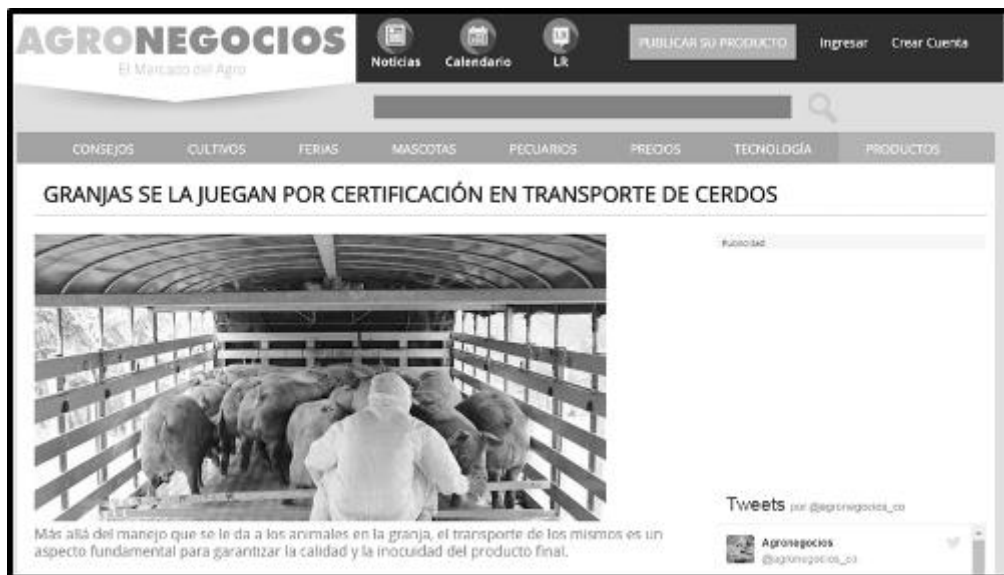 AGRONEGOCIOS
El Mercado del Agro
Noticias
Calendario
LR
PUBLICAR SU PRODUCTO
Ingresar
Crear Cuenta
CONSEJOS
CULTIVOS
FERIAS
MASCOTAS
PECUARIOS
PRECIOS
TECNOLOGÍA
PRODUCTOS
GRANJAS SE LA JUEGAN POR CERTIFICACIÓN EN TRANSPORTE DE CERDOS
Publicidad
Más allá del manejo que se le da a los animales en la granja, el transporte de los mismos es un
aspecto fundamental para garantizar la calidad y la inocuidad del producto final.
Tweets por @agronegocios_co
Agronegocios
@agronegocios_co